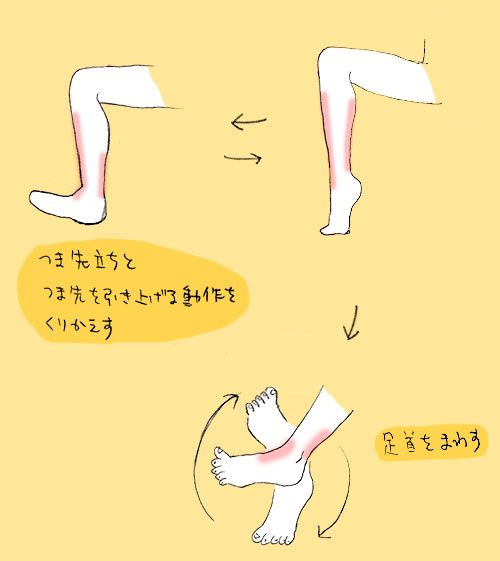 つま先立ちと
つま先を引き上げる動作を
くりかえす
足首をまわす